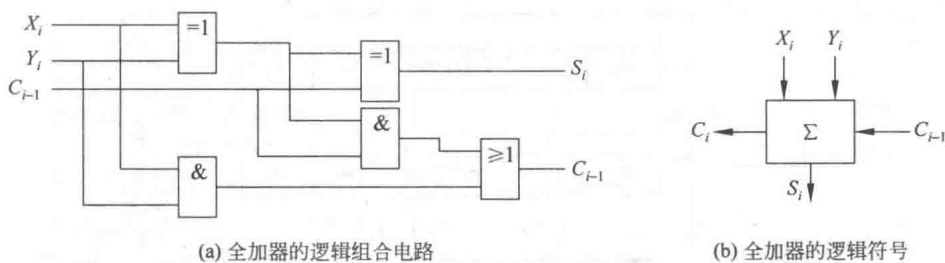 X_i
=1
Y_i
=1
S_i
C_{i-1}
&
≥1
C_{i-1}
&
(a) 全加器的逻辑组合电路
X_i Y_i
C_i Σ C_{i-1}
S_i
(b) 全加器的逻辑符号